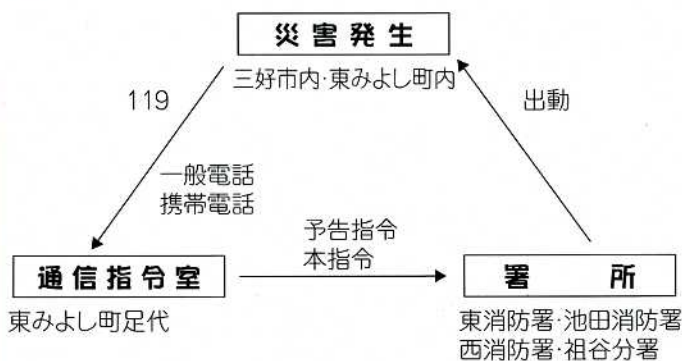 災害発生
三好市内・東みよし町内
119
出動
一般電話
携帯電話
予告指令
本指令
通信指令室
東みよし町足代
署所
東消防署・池田消防署
西消防署・祖谷分署